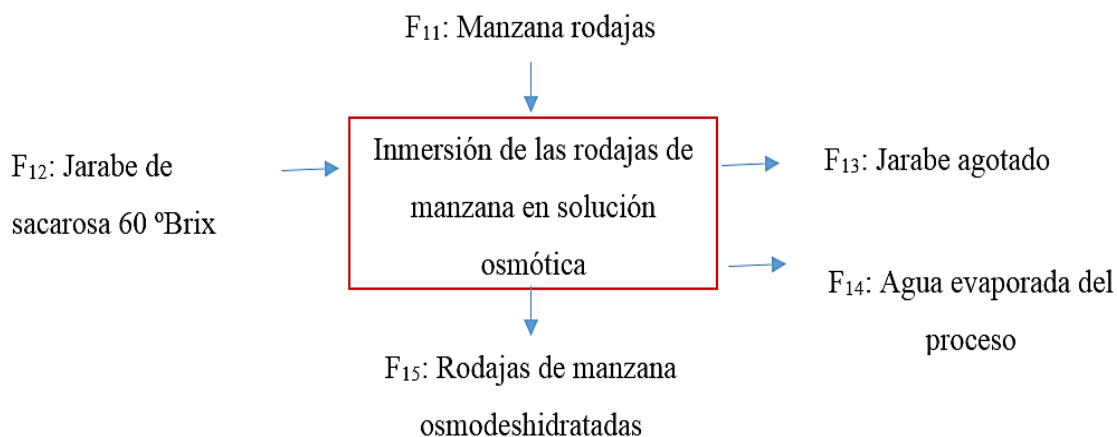 F₁₁: Manzana rodajas
F₁₂: Jarabe de
sacarosa 60 ºBrix
Inmersión de las rodajas de
manzana en solución
osmótica
F₁₃: Jarabe agotado
F₁₄: Agua evaporada del
proceso
F₁₅: Rodajas de manzana
osmodeshidratadas